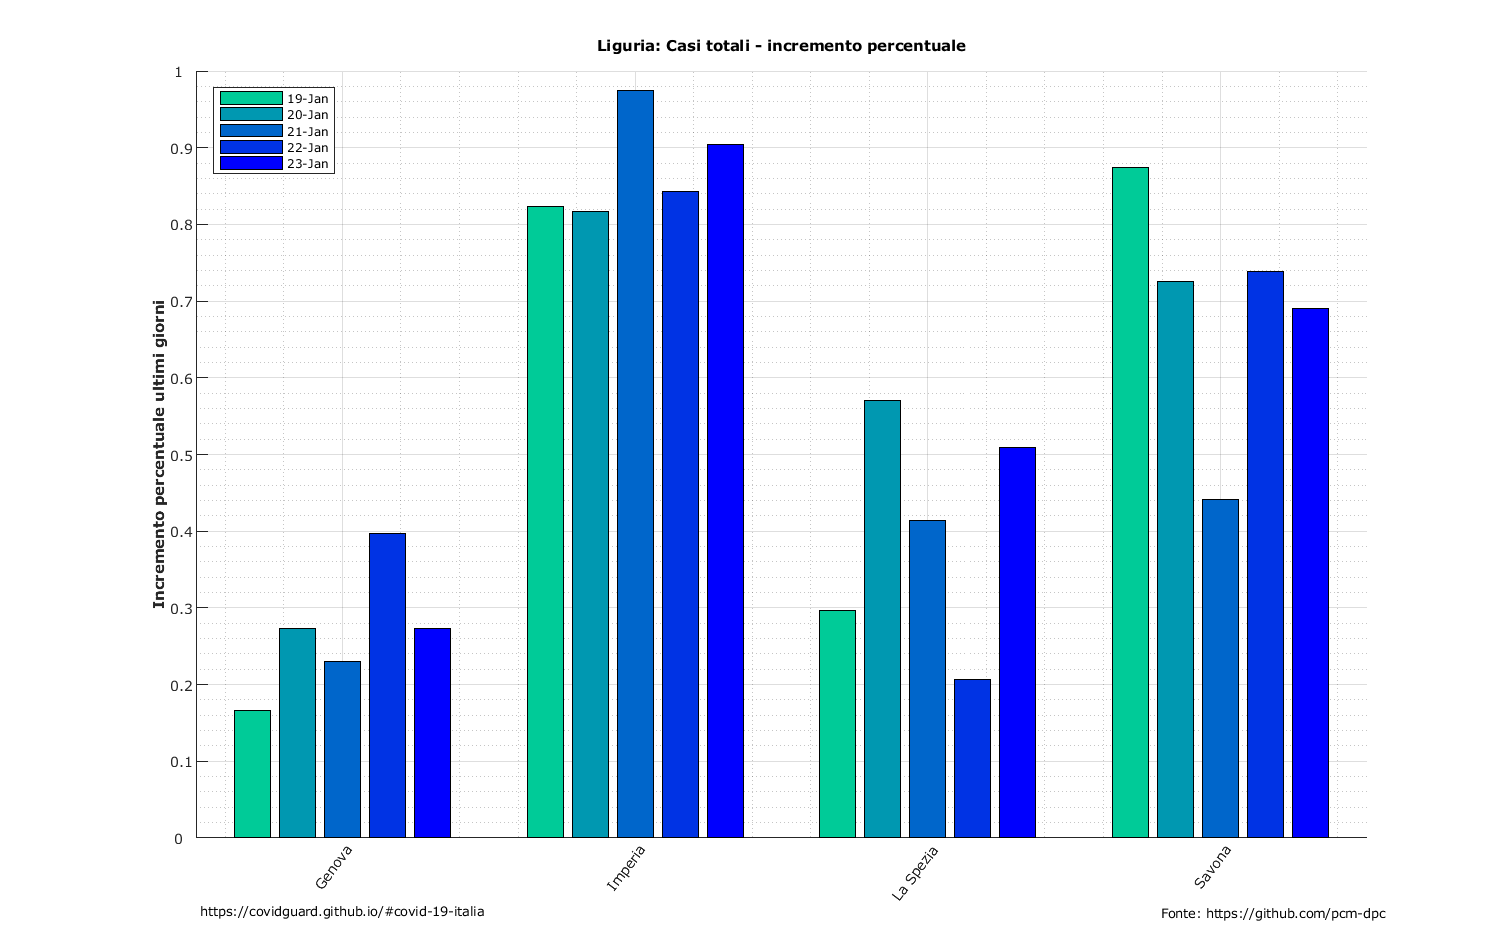 Liguria: Casi totali - incremento percentuale
Incremento percentuale ultimi giorni
1
0.9
0.8
0.7
0.6
0.5
0.4
0.3
0.2
0.1
0
19-Jan
20-Jan
21-Jan
22-Jan
23-Jan
Genova
Imperia
La Spezia
Savona
https://covidguard.github.io/#covid-19-italia
Fonte: https://github.com/pcm-dpc